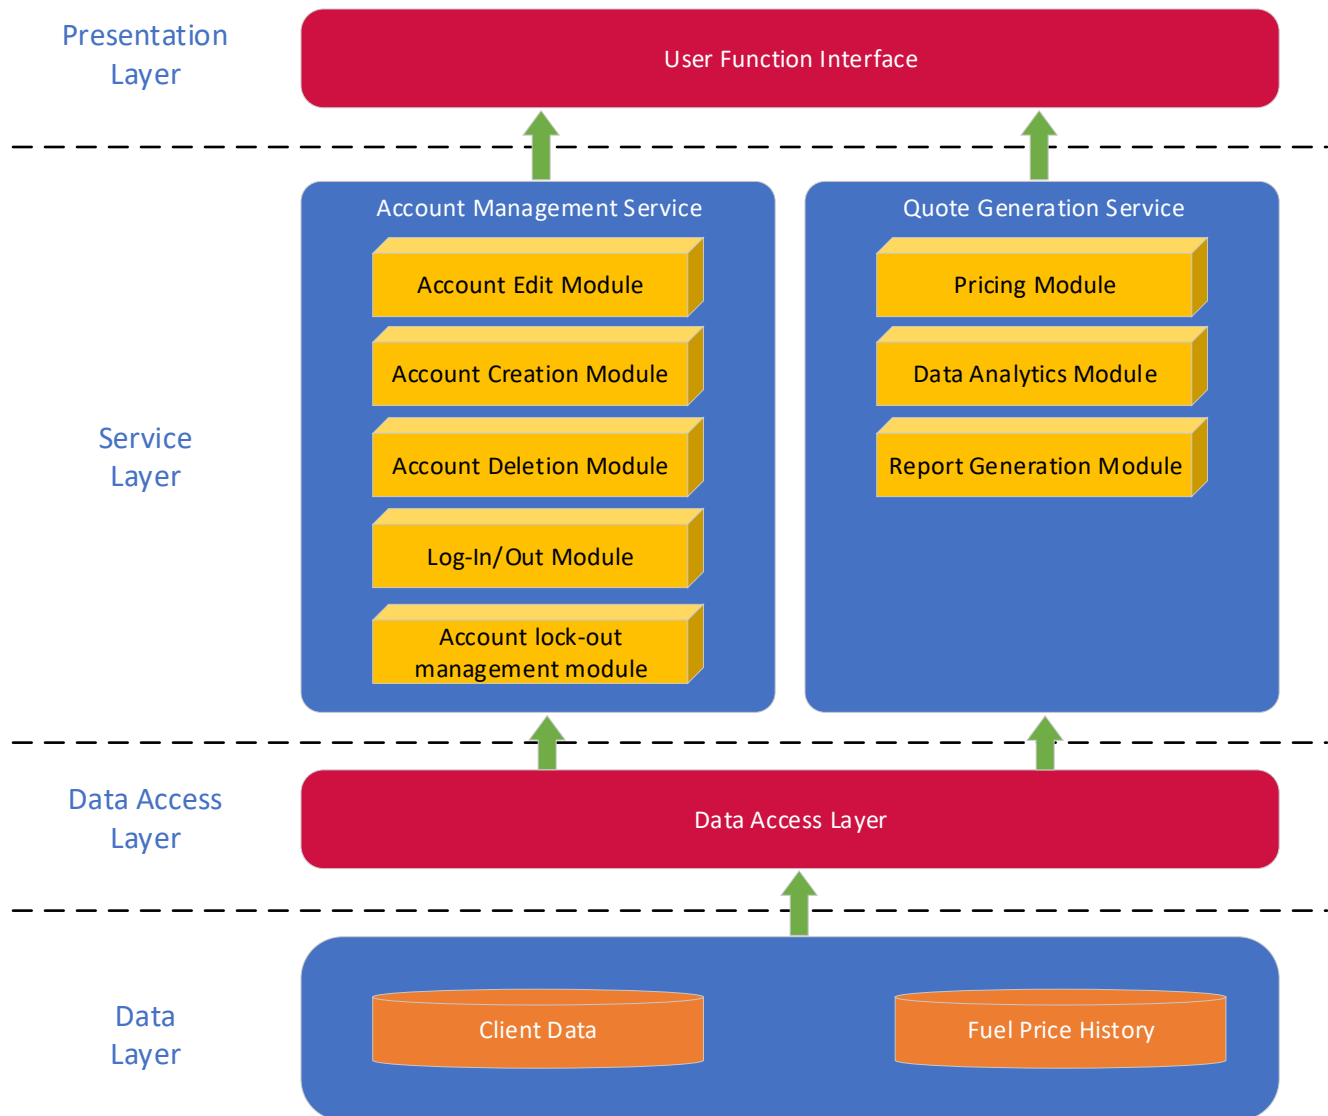 Presentation
Layer
User Function Interface
Service
Layer
Account Management Service
Account Edit Module
Account Creation Module
Account Deletion Module
Log-In/Out Module
Account lock-out
management module
Quote Generation Service
Pricing Module
Data Analytics Module
Report Generation Module
Data Access
Layer
Data Access Layer
Data
Layer
Client Data
Fuel Price History